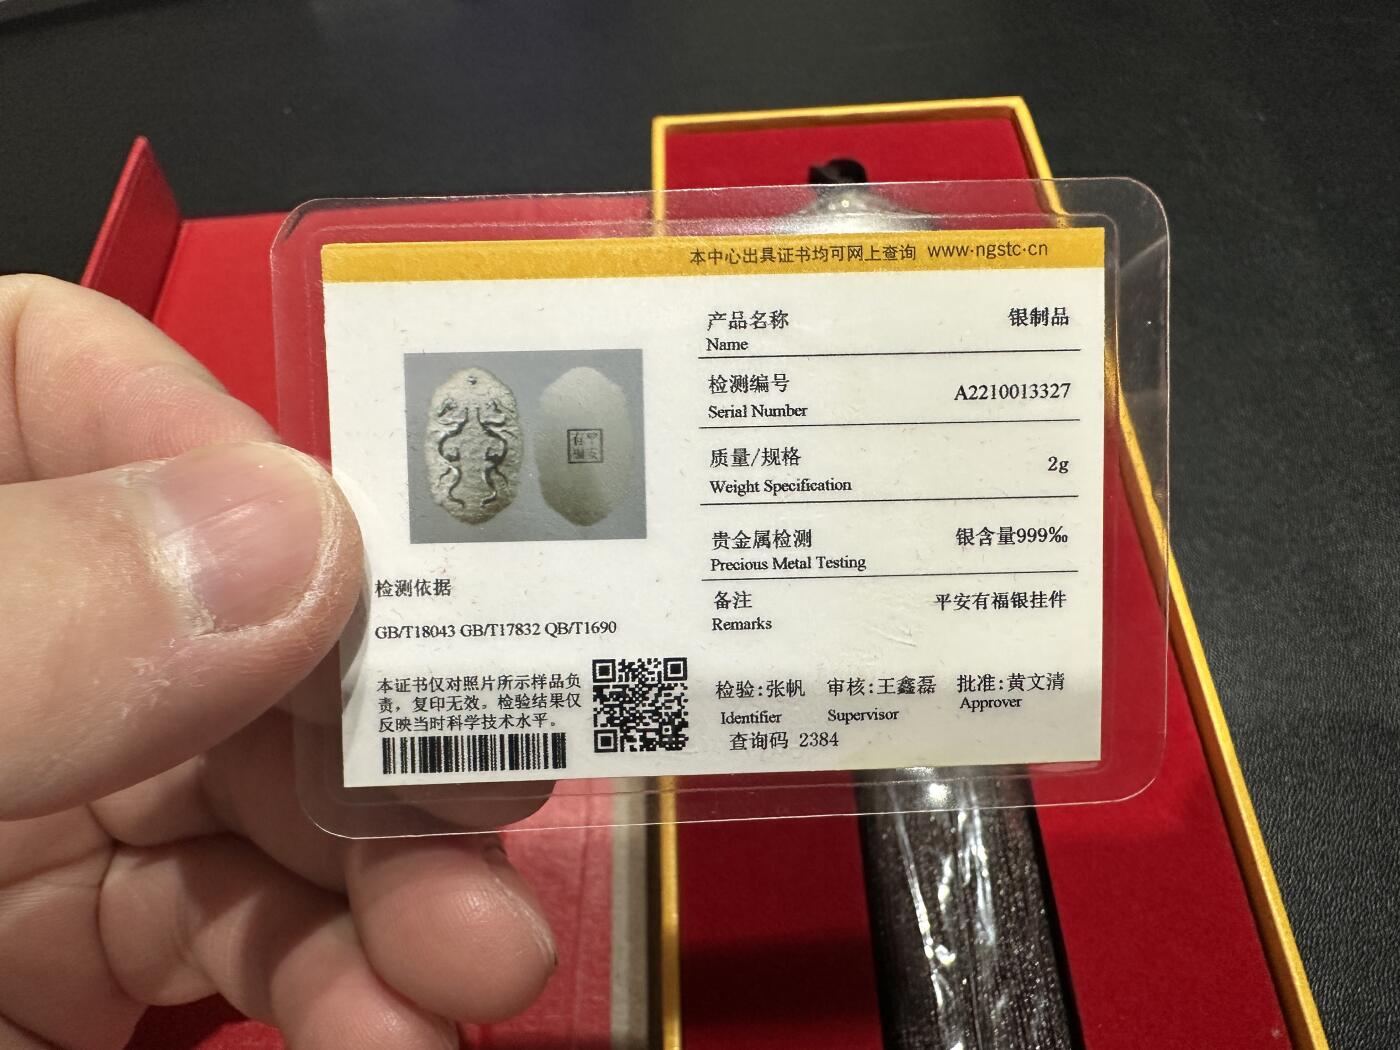 本中心出具证书均可网上查询 www·ngstc·cn
产品名称 银制品
Name
检测编号 A2210013327
Serial Number
质量/规格 2g
Weight Specification
贵金属检测 银含量999‰
Precious Metal Testing
备注 平安有福银挂件
Remarks
检测依据
GB/T18043 GB/T17832 QB/T1690
本证书仅对照片所示样品负
责，复印无效。检验结果仅
反映当时科学技术水平。
检验:张帆 审核:王鑫磊 批准:黄文清
Identifier Supervisor Approver
查询码 2384
平安
有福